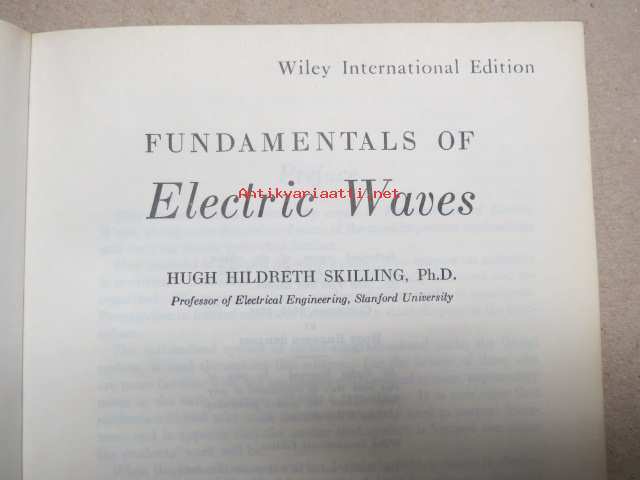 Wiley International Edition
FUNDAMENTALS OF
Electric Waves
Antikvariaatti.net
HUGH HILDRETH SKILLING, Ph.D.
Professor of Electrical Engineering, Stanford University